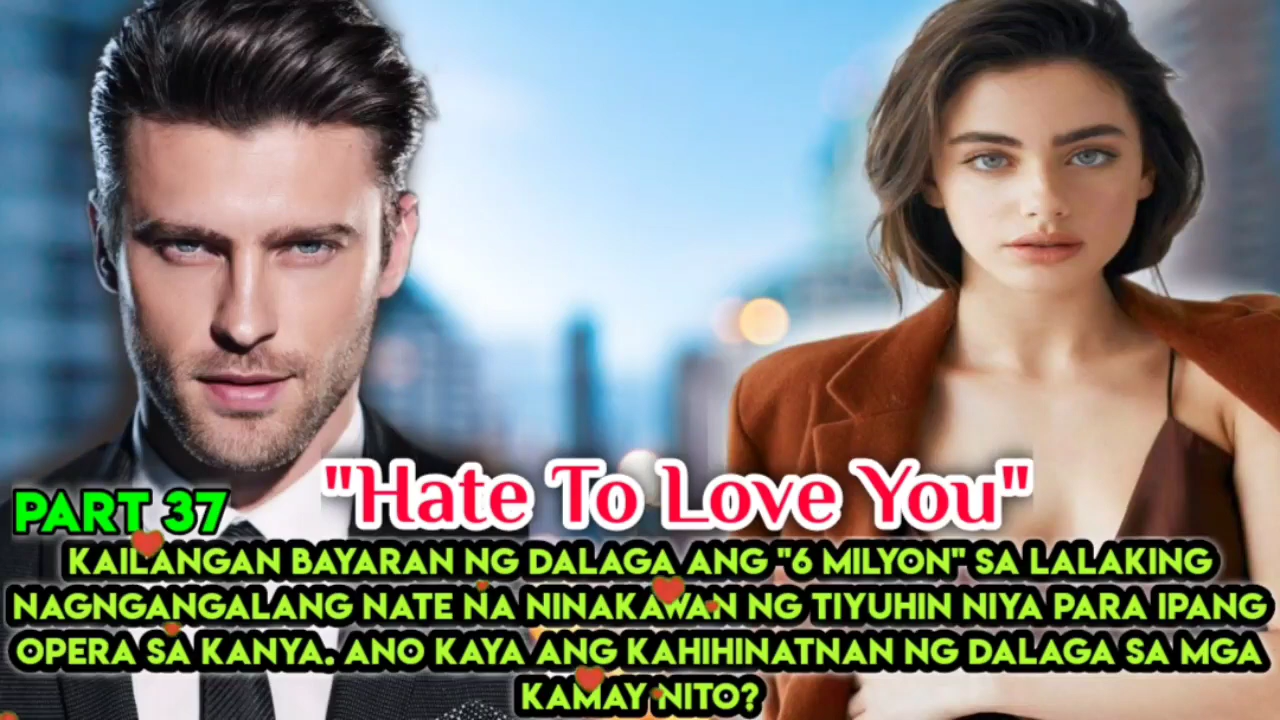 "Hate To Love You"
PART 37
KAILANGAN BAYARAN NG DALAGA ANG "6 MILYON" SA LALAKING
NAGNGANGALANG NATE NA NINAKAWAN NG TIYUHIN NIYA PARA IPANG
OPERA SA KANYA. ANO KAYA ANG KAHIHINATNAN NG DALAGA SA MGA
KAMAY NITO?